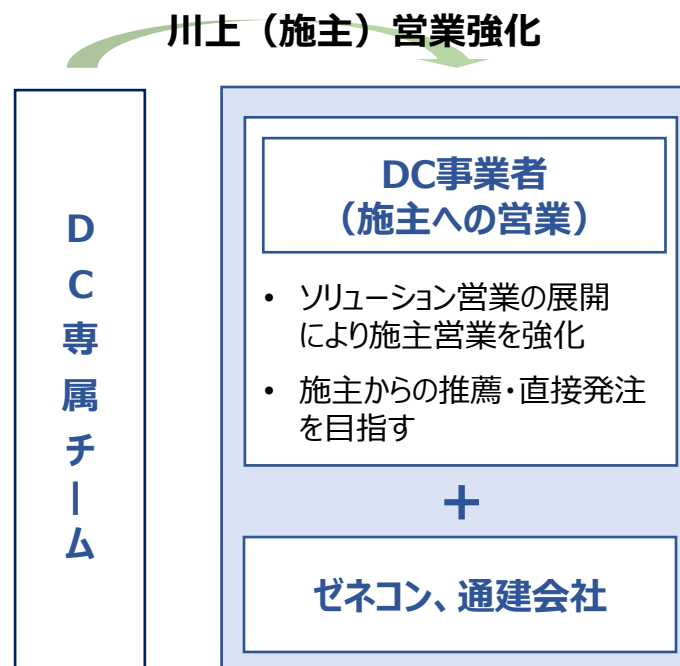 川上（施主）営業強化
DC専属チーム
DC事業者
（施主への営業）
• ソリューション営業の展開
により施主営業を強化
• 施主からの推薦・直接発注
を目指す
＋
ゼネコン、通建会社